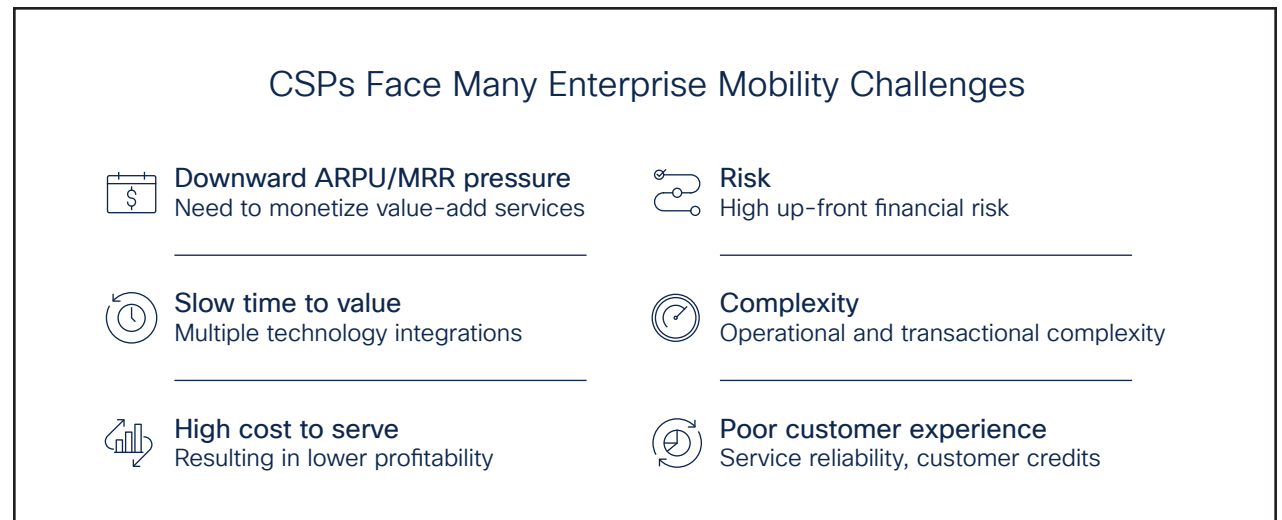 CSPs Face Many Enterprise Mobility Challenges
Downward ARPU/MRR pressure
Need to monetize value-add services
Slow time to value
Multiple technology integrations
High cost to serve
Resulting in lower profitability
Risk
High up-front financial risk
Complexity
Operational and transactional complexity
Poor customer experience
Service reliability, customer credits